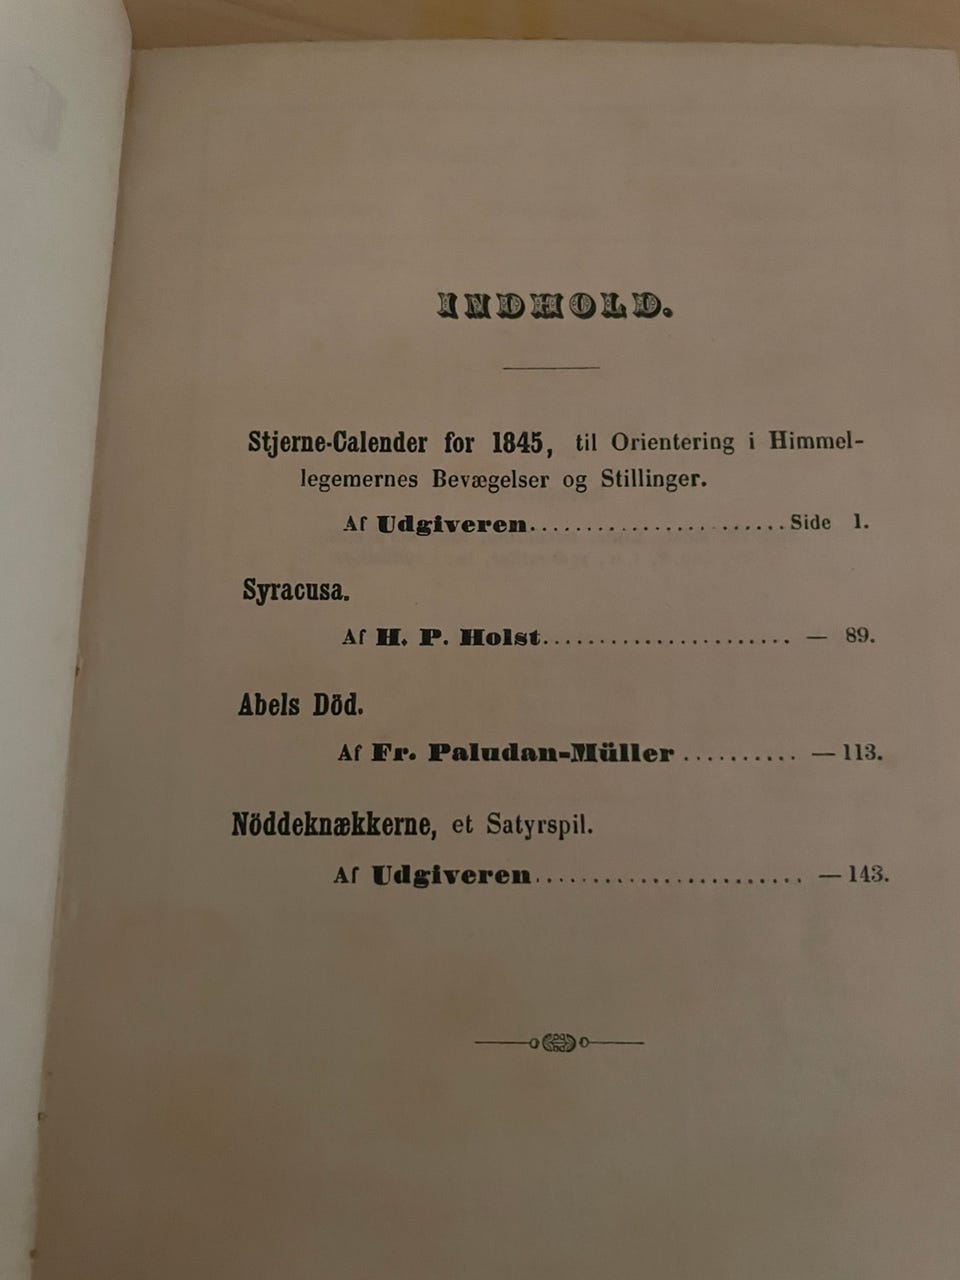 INDHOLD.
Stjerne-Calender for 1845, til Orientering i Himmel-
legemernes Bevægelser og Stillinger.
Af Udgiveren.......................Side 1.
Syracusa.
Af H. P. Holst...................... — 89.
Abels Död.
Af Fr. Paludan-Müller .......... — 113.
Nöddeknækkerne, et Satyrspil.
Af Udgiveren........................ — 143.